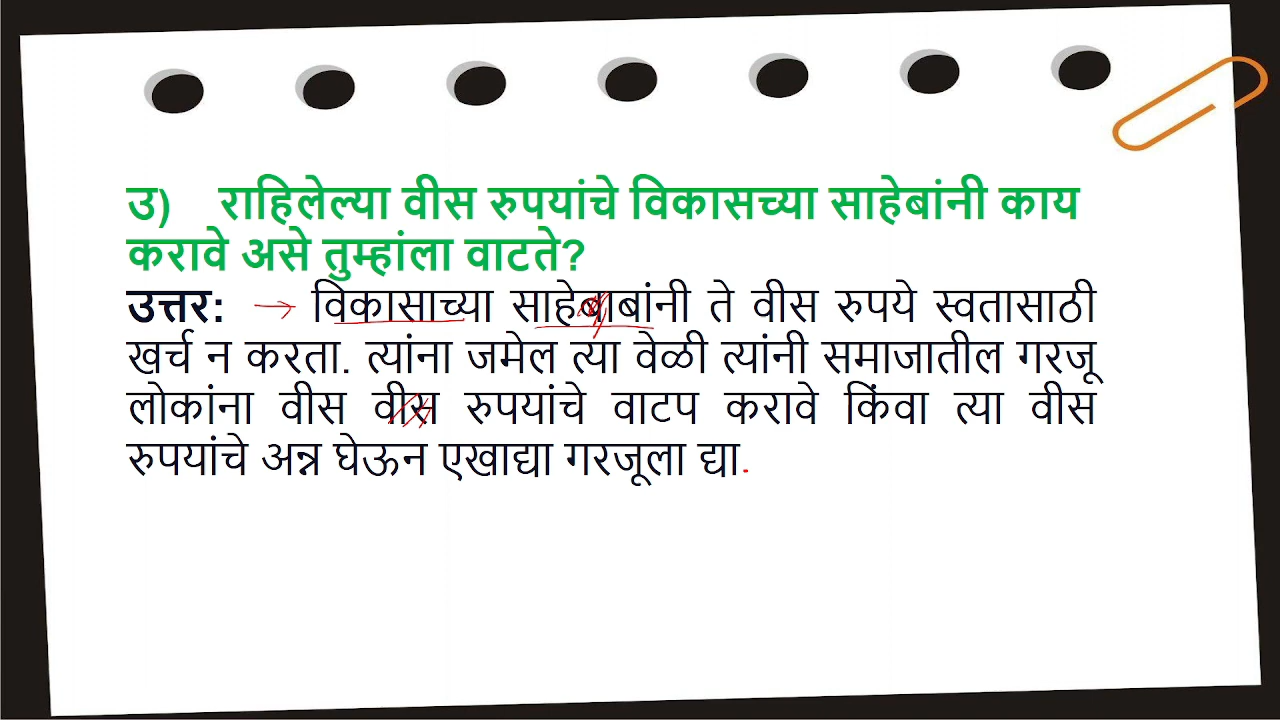 उ) राहिलेल्या वीस रुपयांचे विकासच्या साहेबांनी काय
करावे असे तुम्हांला वाटते?
उत्तर: → विकासाच्या साहेबाबांनी ते वीस रुपये स्वतासाठी
खर्च न करता. त्यांना जमेल त्या वेळी त्यांनी समाजातील गरजू
लोकांना वीस वीस रुपयांचे वाटप करावे किंवा त्या वीस
रुपयांचे अन्न घेऊन एखाद्या गरजूला द्या.